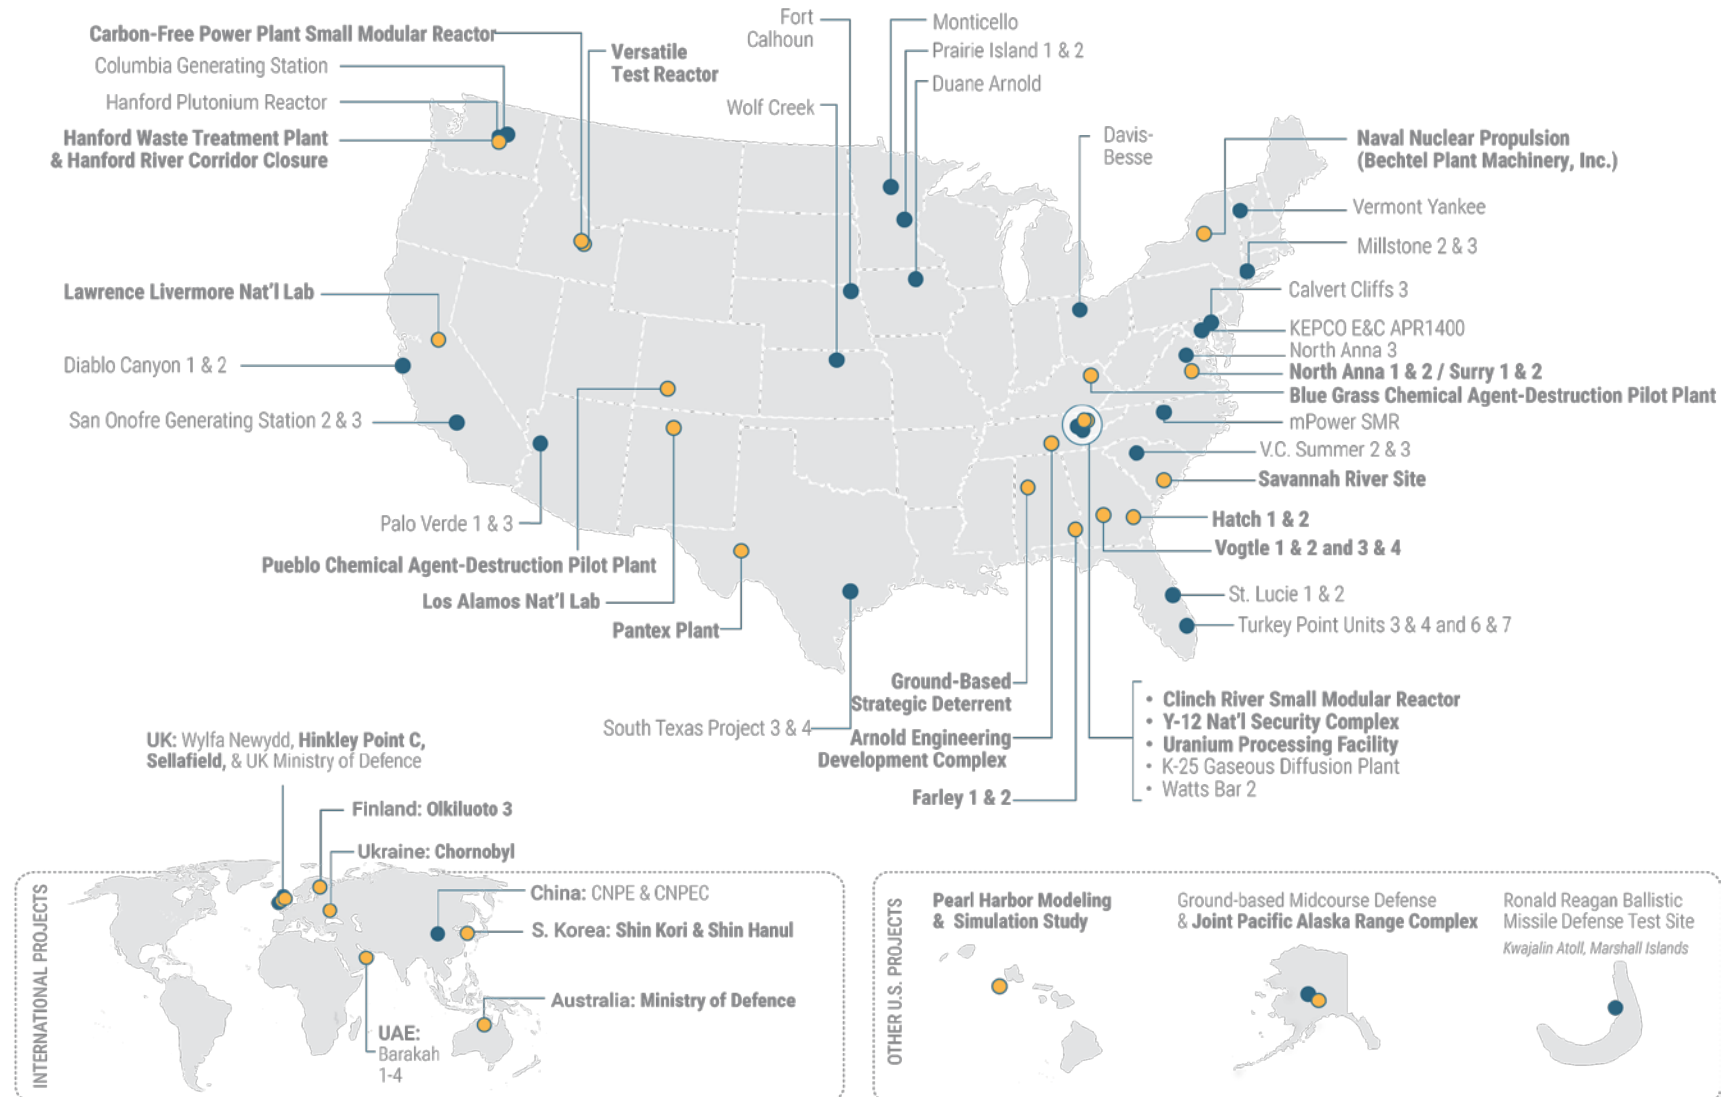 Carbon-Free Power Plant Small Modular Reactor
Columbia Generating Station
Hanford Plutonium Reactor
Hanford Waste Treatment Plant
& Hanford River Corridor Closure
Versatile
Test Reactor
Fort
Calhoun
Wolf Creek
Monticello
Prairie Island 1 & 2
Duane Arnold
Davis-
Besse
Naval Nuclear Propulsion
(Bechtel Plant Machinery, Inc.)
Vermont Yankee
Millstone 2 & 3
Calvert Cliffs 3
KEPCO E&C APR1400
North Anna 3
North Anna 1 & 2 / Surry 1 & 2
Blue Grass Chemical Agent-Destruction Pilot Plant
mPower SMR
V.C. Summer 2 & 3
Savannah River Site
Hatch 1 & 2
Vogtle 1 & 2 and 3 & 4
St. Lucie 1 & 2
Turkey Point Units 3 & 4 and 6 & 7
Lawrence Livermore Nat’l Lab
Diablo Canyon 1 & 2
San Onofre Generating Station 2 & 3
Palo Verde 1 & 3
Pueblo Chemical Agent-Destruction Pilot Plant
Los Alamos Nat’l Lab
Pantex Plant
South Texas Project 3 & 4
Ground-Based
Strategic Deterrent
Arnold Engineering
Development Complex
Farley 1 & 2
• Clinch River Small Modular Reactor
• Y-12 Nat’l Security Complex
• Uranium Processing Facility
• K-25 Gaseous Diffusion Plant
• Watts Bar 2
UK: Wylfa Newydd, Hinkley Point C,
Sellafield, & UK Ministry of Defence
Finland: Olkiluoto 3
Ukraine: Chornobyl
China: CNPE & CNPEC
S. Korea: Shin Kori & Shin Hanul
Australia: Ministry of Defence
UAE:
Barakah
1-4
INTERNATIONAL PROJECTS
OTHER U.S. PROJECTS
Pearl Harbor Modeling
& Simulation Study
Ground-based Midcourse Defense
& Joint Pacific Alaska Range Complex
Ronald Reagan Ballistic
Missile Defense Test Site
Kwajalin Atoll, Marshall Islands